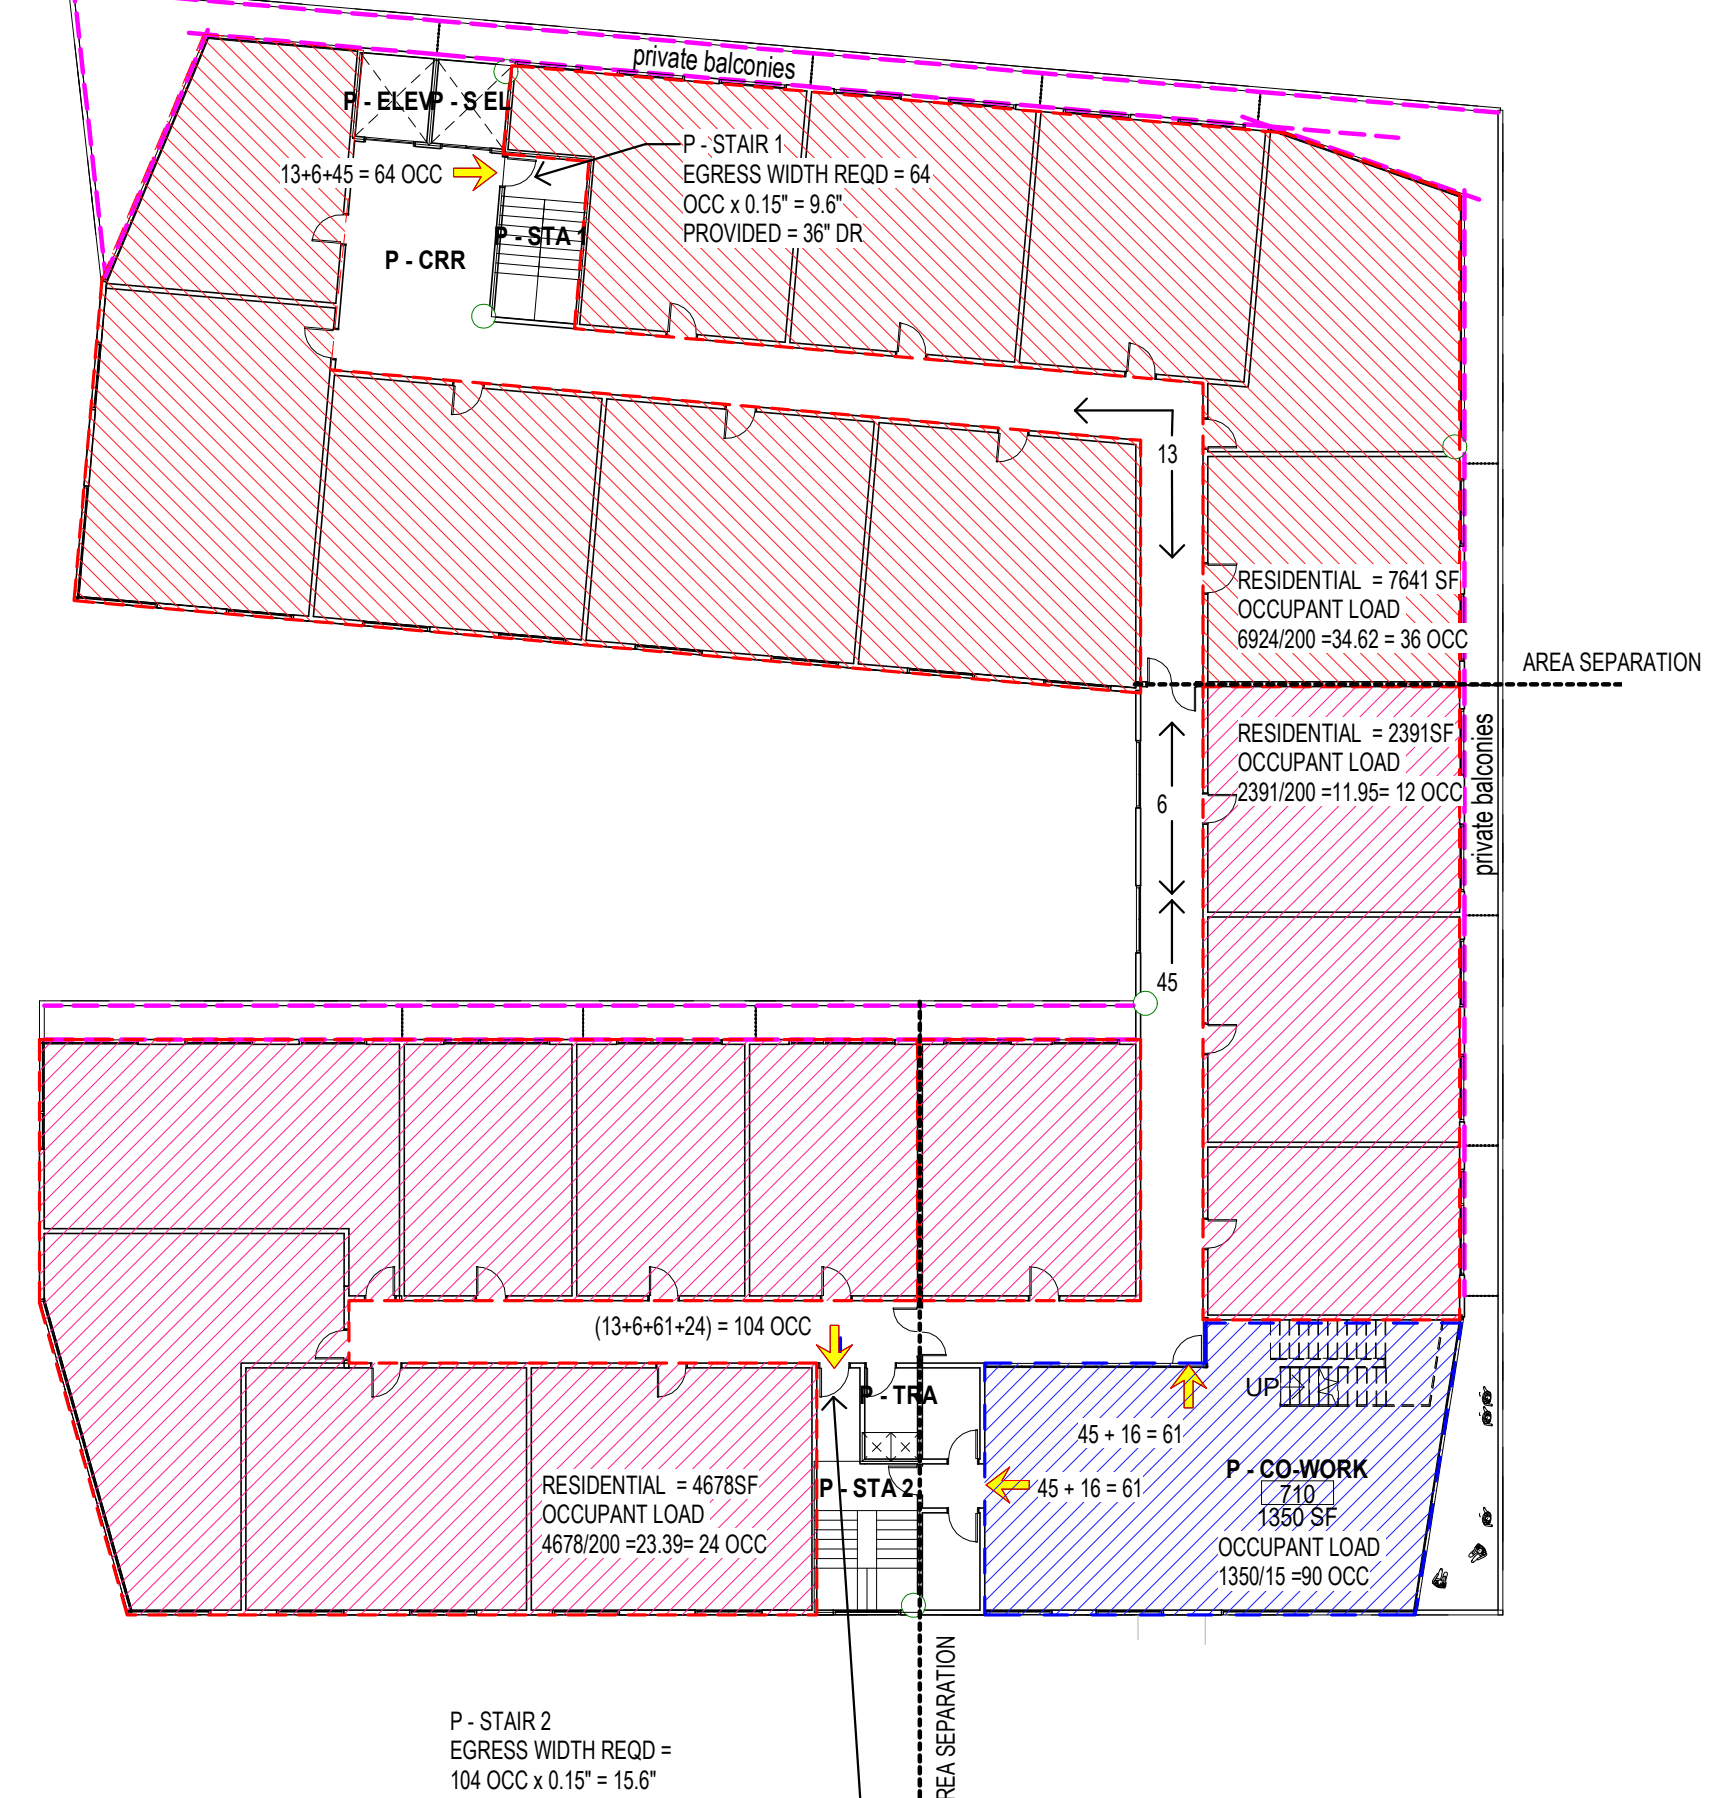 private balconies
P - ELEV
P - S EL
P - STAIR 1
EGRESS WIDTH REQD = 64
OCC x 0.15" = 9.6"
PROVIDED = 36" DR
13+6+45 = 64 OCC
P - STA 1
P - CRR
13
RESIDENTIAL = 7641 SF
OCCUPANT LOAD
6924/200 =34.62 = 36 OCC
AREA SEPARATION
RESIDENTIAL = 2391SF
OCCUPANT LOAD
2391/200 =11.95= 12 OCC
private balconies
6
45
(13+6+61+24) = 104 OCC
P - TRA
UP
45 + 16 = 61
P - CO-WORK
710
1350 SF
OCCUPANT LOAD
1350/15 =90 OCC
45 + 16 = 61
P - STA 2
RESIDENTIAL = 4678SF
OCCUPANT LOAD
4678/200 =23.39= 24 OCC
REA SEPARATION
P - STAIR 2
EGRESS WIDTH REQD =
104 OCC x 0.15" = 15.6"